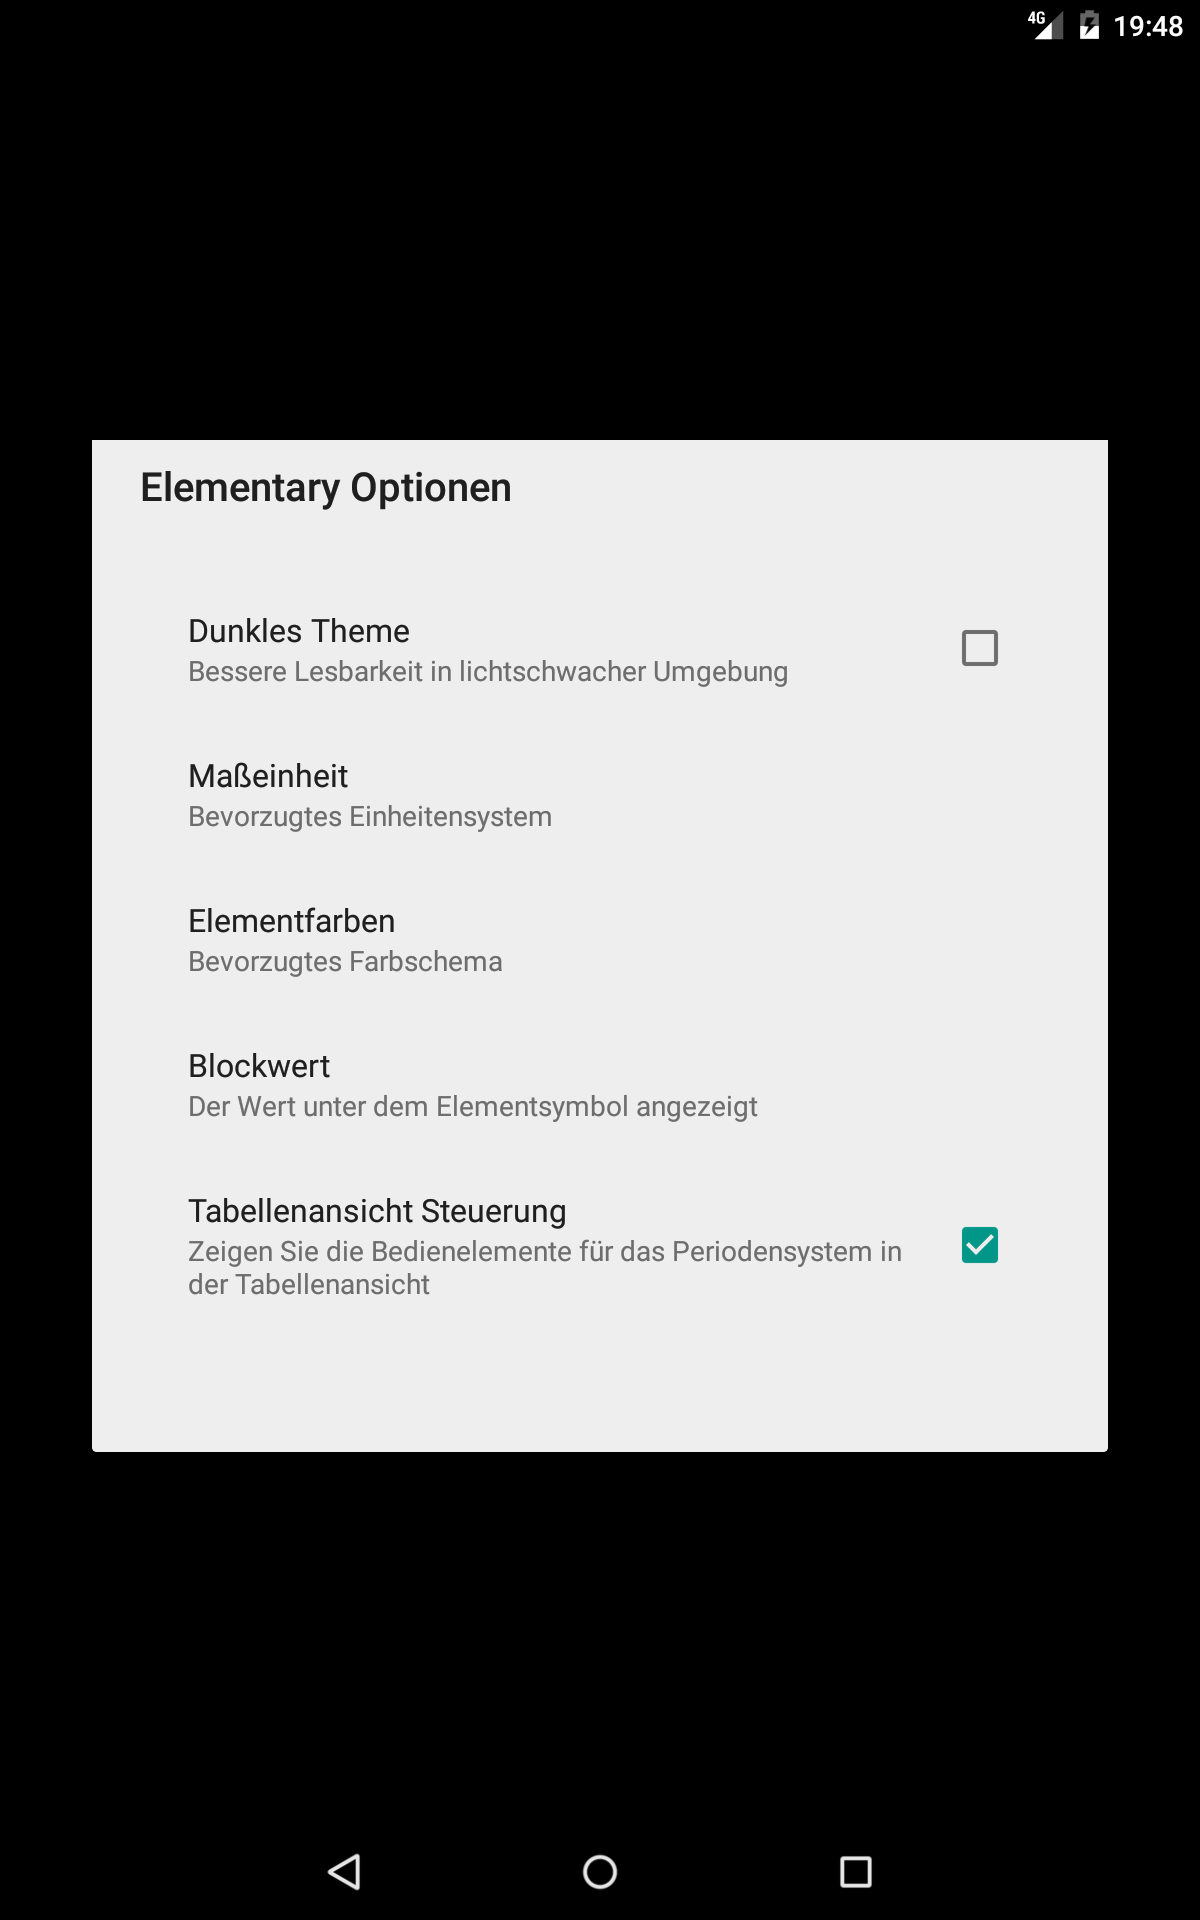 4G 19:48
Elementary Optionen
Dunkles Theme
Bessere Lesbarkeit in lichtschwacher Umgebung
Maßeinheit
Bevorzugtes Einheitensystem
Elementfarben
Bevorzugtes Farbschema
Blockwert
Der Wert unter dem Elementsymbol angezeigt
Tabellenansicht Steuerung
Zeigen Sie die Bedienelemente für das Periodensystem in
der Tabellenansicht